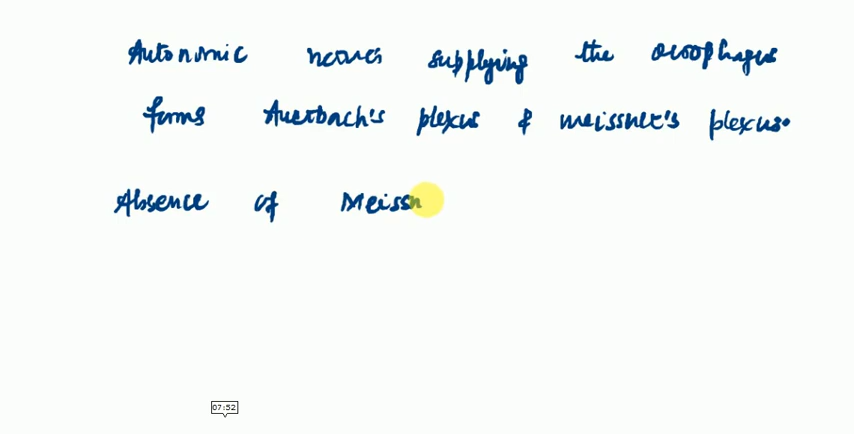 Autonomic nerves supplying the oesophagus
forms Auerbach's plexus & meissner's plexus.
Absence of Meissn
07:52